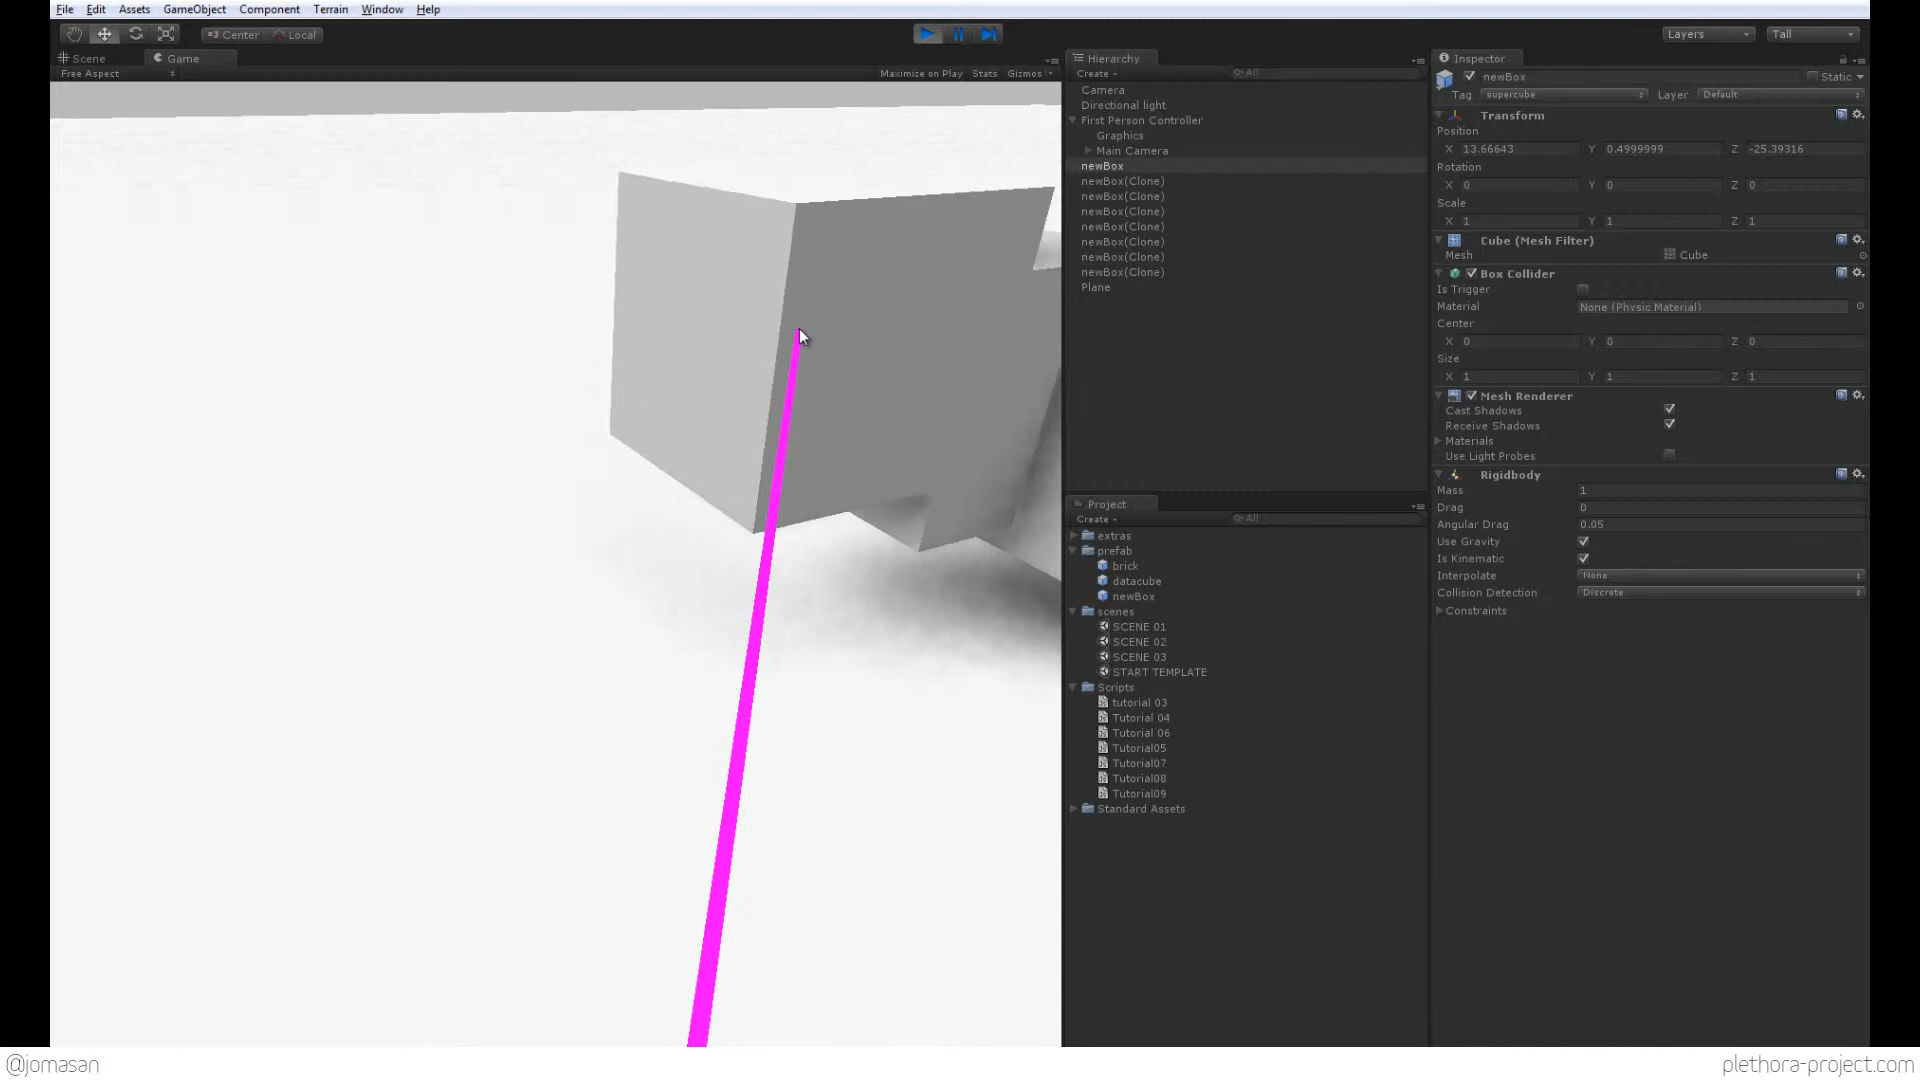 File Edit Assets GameObject Component Terrain Window Help
Center Local Layers Tall
Scene Game
Free Aspect Maximize on Play Stats Gizmos
Hierarchy
Create All
Camera
Directional light
First Person Controller
Graphics
Main Camera
newBox
newBox(Clone)
newBox(Clone)
newBox(Clone)
newBox(Clone)
newBox(Clone)
newBox(Clone)
newBox(Clone)
Plane
Project
Create All
extras
prefab
brick
datacube
newBox
scenes
SCENE 01
SCENE 02
SCENE 03
START TEMPLATE
Scripts
tutorial 03
Tutorial 04
Tutorial 06
Tutorial05
Tutorial07
Tutorial08
Tutorial09
Standard Assets
Inspector
newBox Static
Tag supercube Layer Default
Transform
Position
X 13.66643 Y 0.4999999 Z -25.39316
Rotation
X 0 Y 0 Z 0
Scale
X 1 Y 1 Z 1
Cube (Mesh Filter)
Mesh Cube
Box Collider
Is Trigger
Material None (Physic Material)
Center
X 0 Y 0 Z 0
Size
X 1 Y 1 Z 1
Mesh Renderer
Cast Shadows
Receive Shadows
Materials
Use Light Probes
Rigidbody
Mass 1
Drag 0
Angular Drag 0.05
Use Gravity
Is Kinematic
Interpolate None
Collision Detection Discrete
Constraints
@jomasan plethora-project.com